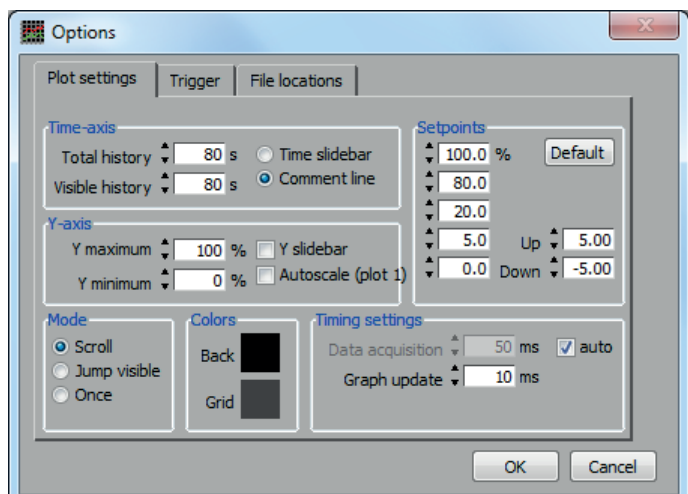 Options
Plot settings Trigger File locations
Time-axis
Total history 80 s Time slidebar
Visible history 80 s Comment line
Setpoints
100.0 % Default
80.0
20.0
5.0 Up 5.00
0.0 Down -5.00
Y-axis
Y maximum 100 % Y slidebar
Y minimum 0 % Autoscale (plot 1)
Mode
Scroll
Jump visible
Once
Colors
Back
Grid
Timing settings
Data acquisition 50 ms auto
Graph update 10 ms
OK Cancel